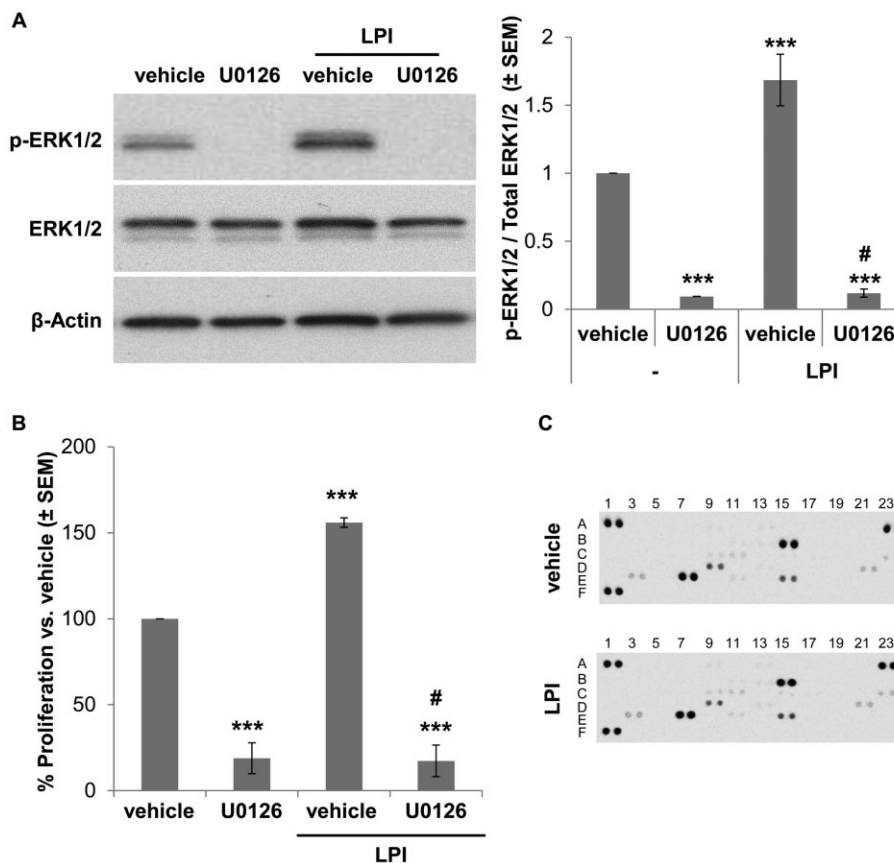 A
LPI
vehicle U0126 vehicle U0126
p-ERK1/2
ERK1/2
β-Actin
p-ERK1/2 / Total ERK1/2 (± SEM)
2
1.5
1
0.5
0
***
***
#
***
vehicle U0126 vehicle U0126
- LPI
B
% Proliferation vs. vehicle (± SEM)
200
150
100
50
0
***
***
#
***
vehicle U0126 vehicle U0126
LPI
C
vehicle
1 3 5 7 9 11 13 15 17 19 21 23
A
B
C
D
E
F
LPI
1 3 5 7 9 11 13 15 17 19 21 23
A
B
C
D
E
F